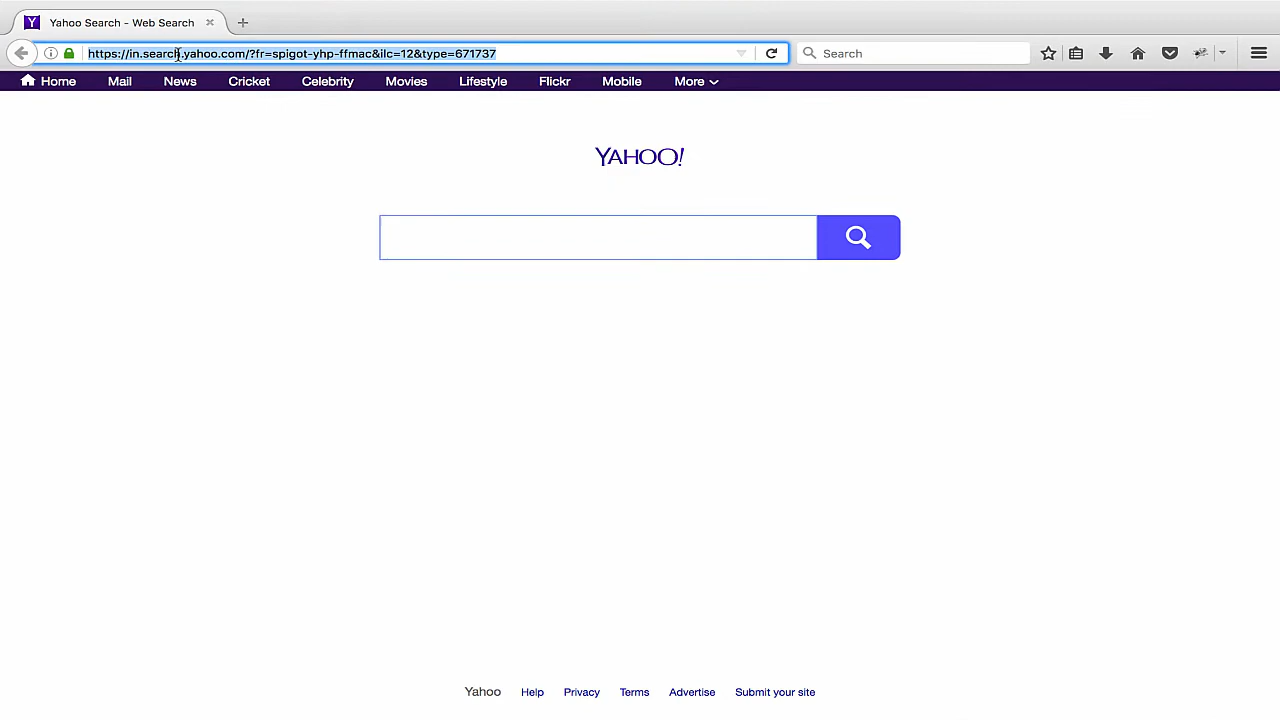 Yahoo Search - Web Search
https://in.search.yahoo.com/?fr=spigot-yhp-ffmac&ilc=12&type=671737
Search
Home Mail News Cricket Celebrity Movies Lifestyle Flickr Mobile More
YAHOO!
Yahoo Help Privacy Terms Advertise Submit your site